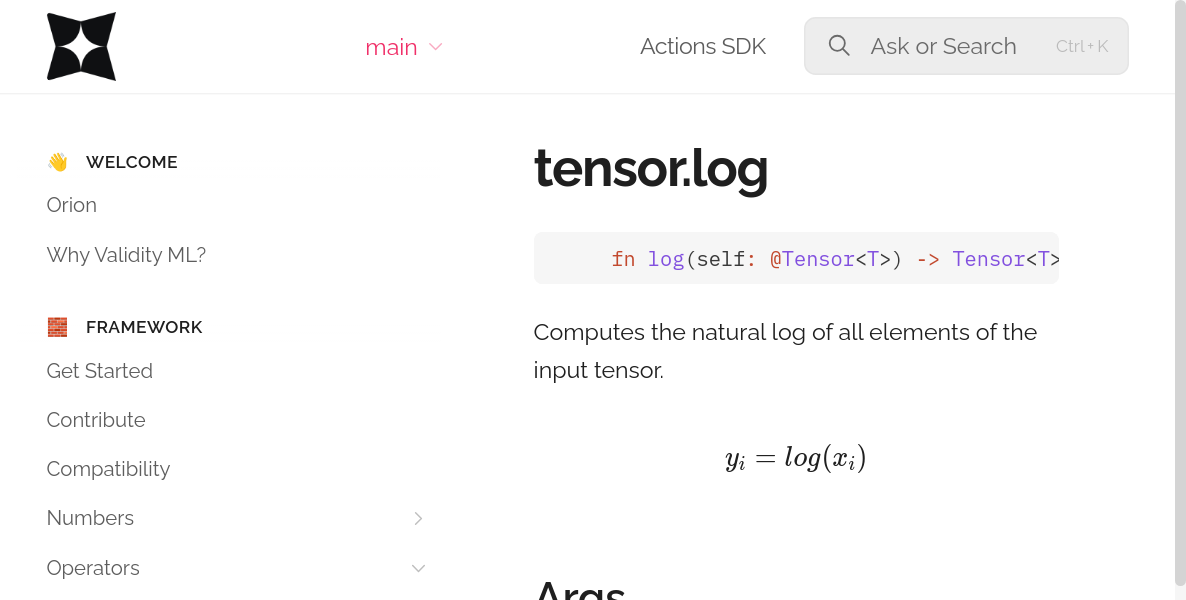 main
Actions SDK
Ask or Search
Ctrl + K
👋 WELCOME
Orion
Why Validity ML?
🧱 FRAMEWORK
Get Started
Contribute
Compatibility
Numbers
Operators
tensor.log
fn log(self: @Tensor<T>) -> Tensor<T>
Computes the natural log of all elements of the
input tensor.
y_i = log(x_i)
Args